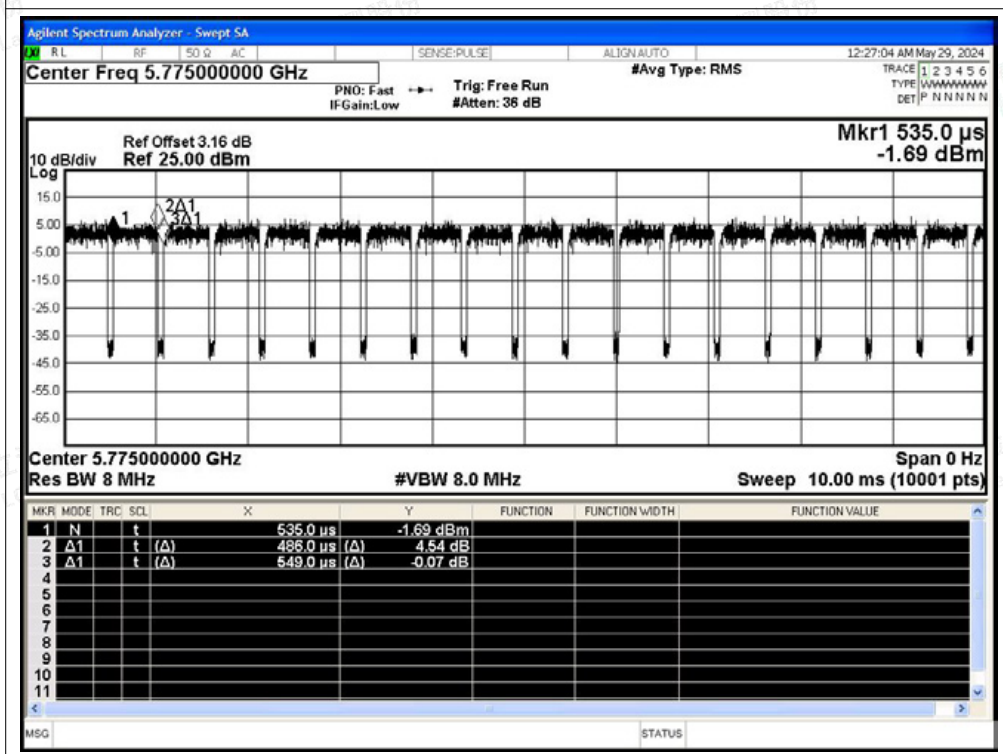 Agilent Spectrum Analyzer - Swept SA
RL RF 50 Ω AC SENSE:PULSE ALIGN AUTO 12:27:04 AM May 29, 2024
Center Freq 5.775000000 GHz
PNO: Fast
IFGain:Low
Trig: Free Run
#Atten: 36 dB
#Avg Type: RMS
TRACE 1 2 3 4 5 6
TYPE WWWWWW
DET P N N N N N
Mkr1 535.0 µs
-1.69 dBm
Ref Offset 3.16 dB
10 dB/div Ref 25.00 dBm
Log
15.0
5.00
-5.00
-15.0
-25.0
-35.0
-45.0
-55.0
-65.0
1
2Δ1
3Δ1
Center 5.775000000 GHz Span 0 Hz
Res BW 8 MHz #VBW 8.0 MHz Sweep 10.00 ms (10001 pts)
MKR MODE TRC SCL X Y FUNCTION FUNCTION WIDTH FUNCTION VALUE
1 N t 535.0 µs -1.69 dBm
2 Δ1 t (Δ) 486.0 µs (Δ) 4.54 dB
3 Δ1 t (Δ) 549.0 µs (Δ) -0.07 dB
4
5
6
7
8
9
10
11
MSG STATUS